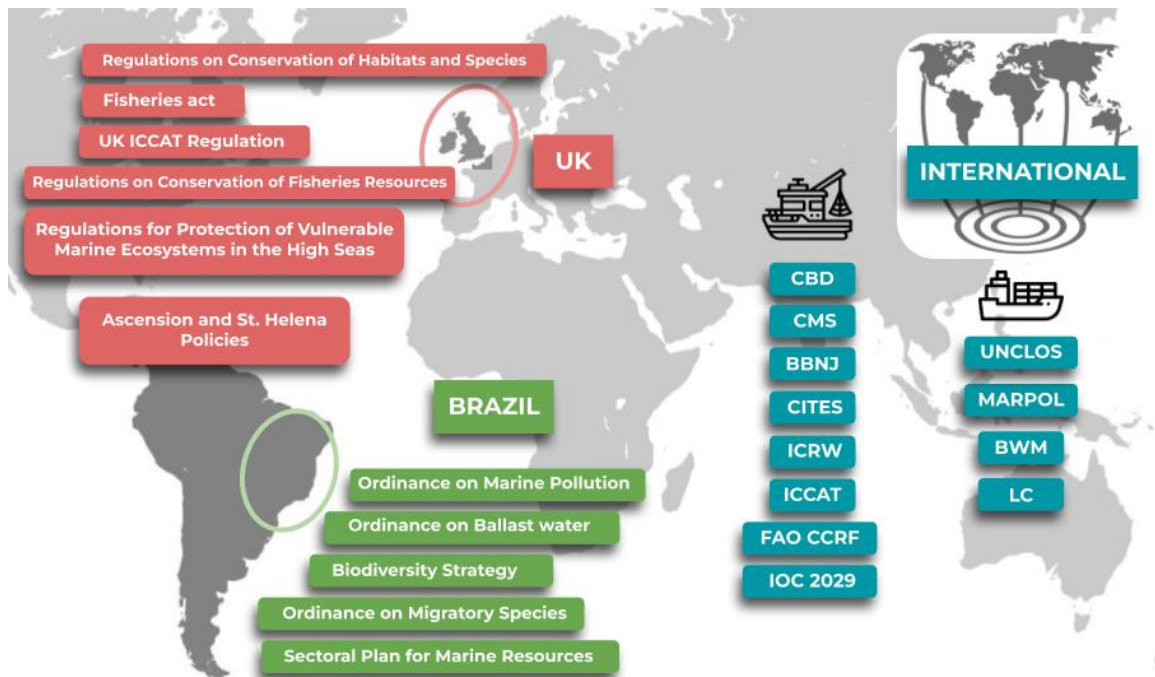 Regulations on Conservation of Habitats and Species
Fisheries act
UK ICCAT Regulation
Regulations on Conservation of Fisheries Resources
Regulations for Protection of Vulnerable
Marine Ecosystems in the High Seas
Ascension and St. Helena
Policies
UK
BRAZIL
Ordinance on Marine Pollution
Ordinance on Ballast water
Biodiversity Strategy
Ordinance on Migratory Species
Sectoral Plan for Marine Resources
INTERNATIONAL
CBD
CMS
BBNJ
CITES
ICRW
ICCAT
FAO CCRF
IOC 2029
UNCLOS
MARPOL
BWM
LC